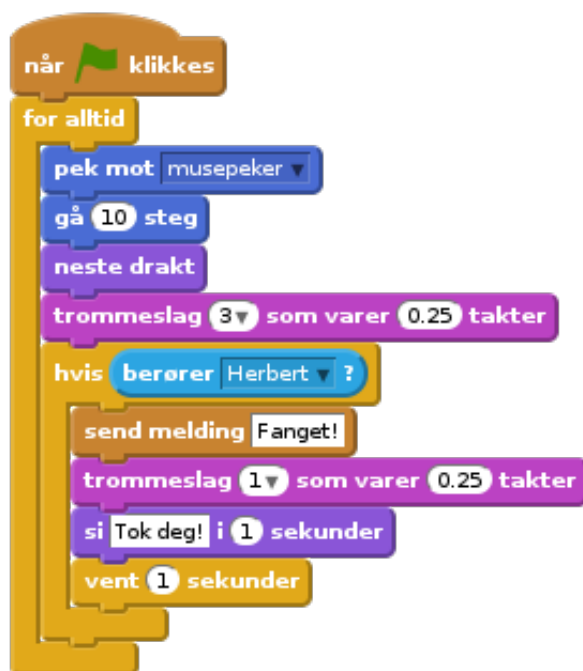 når klikkes
for alltid
pek mot musepeker
gå 10 steg
neste drakt
trommeslag 3 som varer 0.25 takter
hvis berører Herbert ?
send melding Fanget!
trommeslag 1 som varer 0.25 takter
si Tok deg! i 1 sekunder
vent 1 sekunder